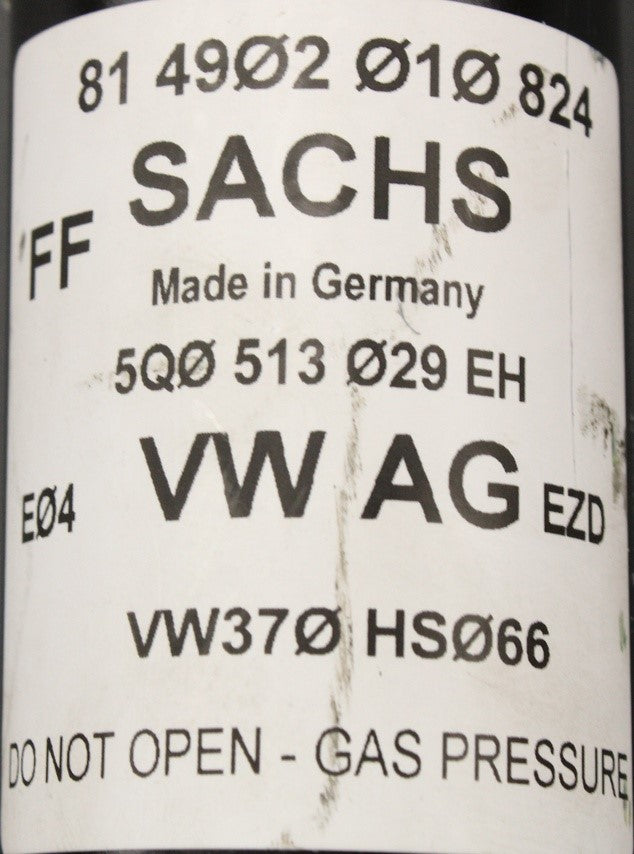 81 49Ø2 Ø1Ø 824
SACHS
FF
Made in Germany
5QØ 513 Ø29 EH
EØ4 VW AG EZD
VW37Ø HSØ66
DO NOT OPEN - GAS PRESSURE